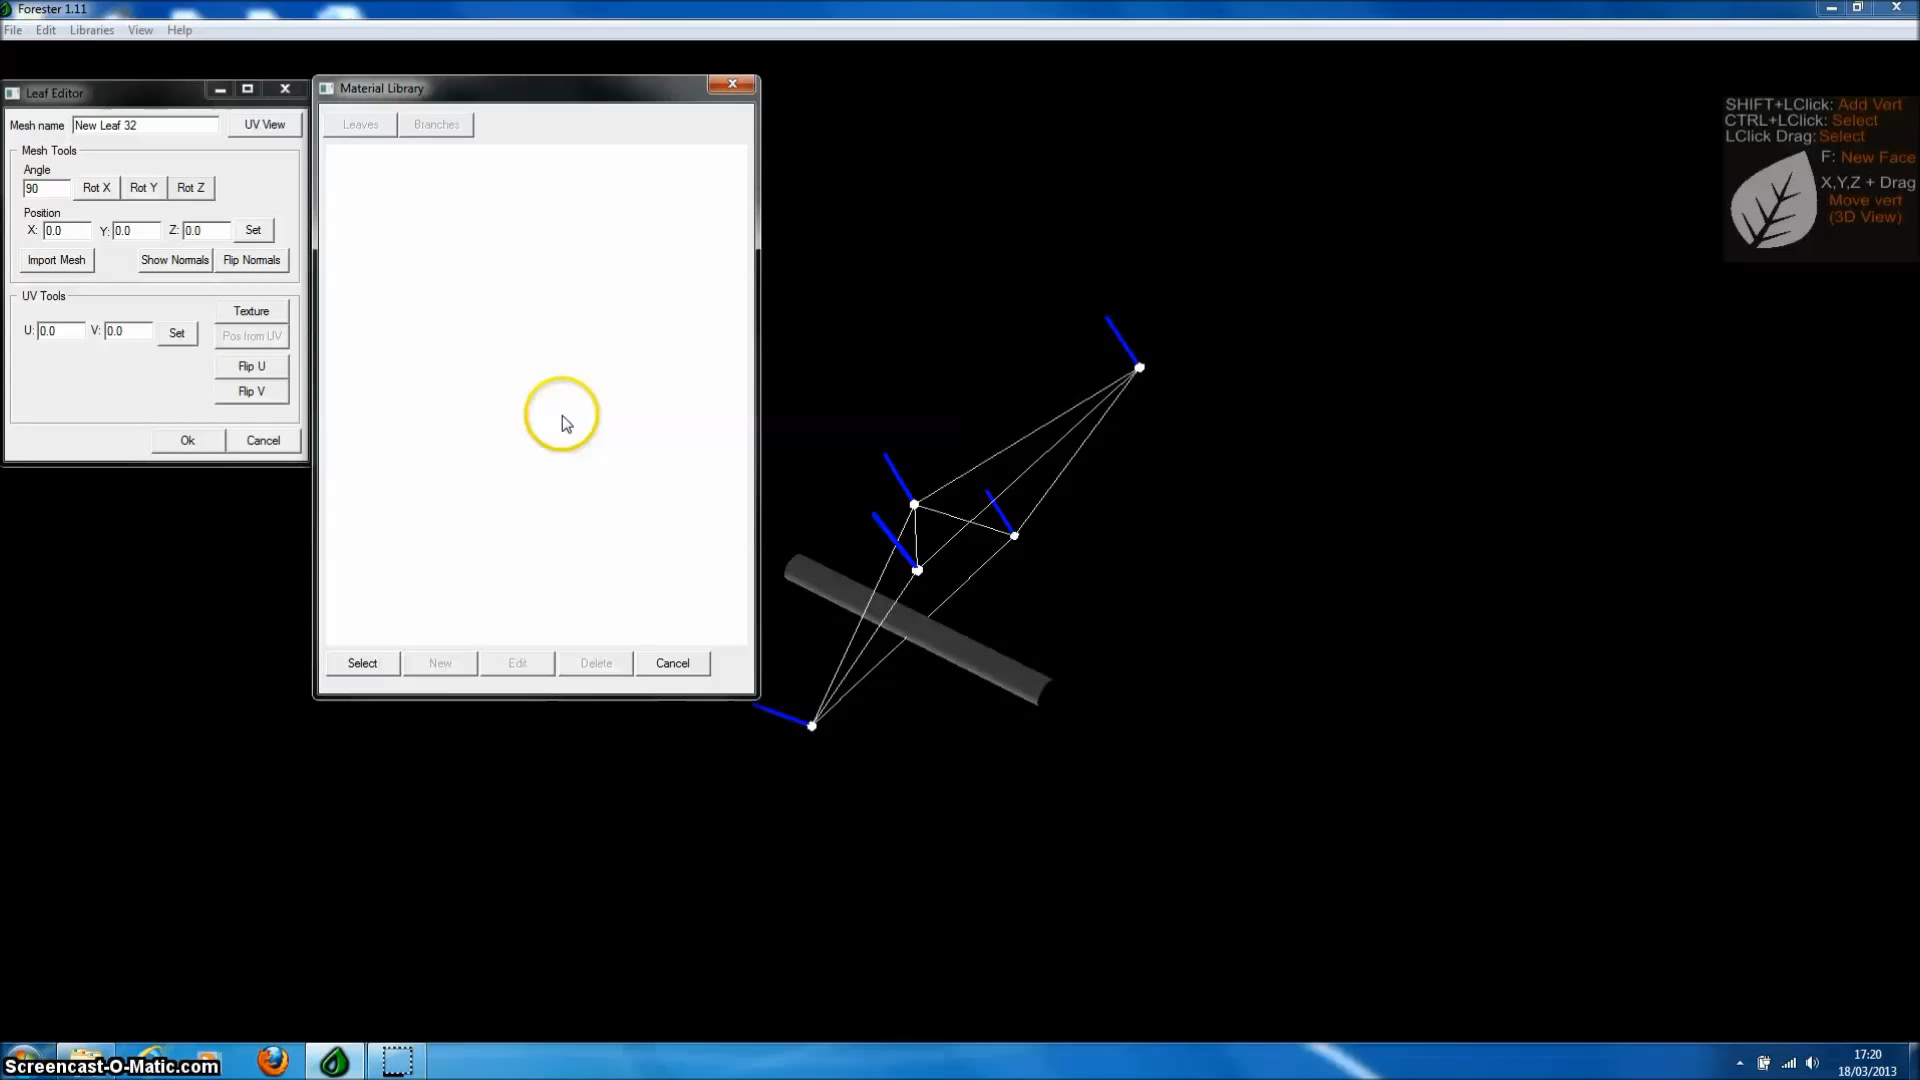 Forester 1.11
File Edit Libraries View Help
Leaf Editor
Mesh name New Leaf 32 UV View
Mesh Tools
Angle
90 Rot X Rot Y Rot Z
Position
X: 0.0 Y: 0.0 Z: 0.0 Set
Import Mesh Show Normals Flip Normals
UV Tools
U: 0.0 V: 0.0 Set
Texture
Pos from UV
Flip U
Flip V
Ok Cancel
Material Library
Leaves Branches
Select New Edit Delete Cancel
SHIFT+LClick: Add Vert
CTRL+LClick: Select
LClick Drag: Select
F: New Face
X,Y,Z + Drag
Move vert
(3D View)
Screencast-O-Matic.com
17:20
18/03/2013